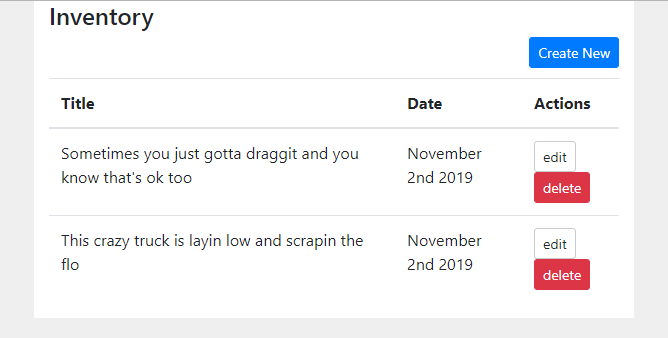 Inventory
Create New
Title Date Actions
Sometimes you just gotta draggit and you November edit
know that's ok too 2nd 2019 delete
This crazy truck is layin low and scrapin the November edit
flo 2nd 2019 delete